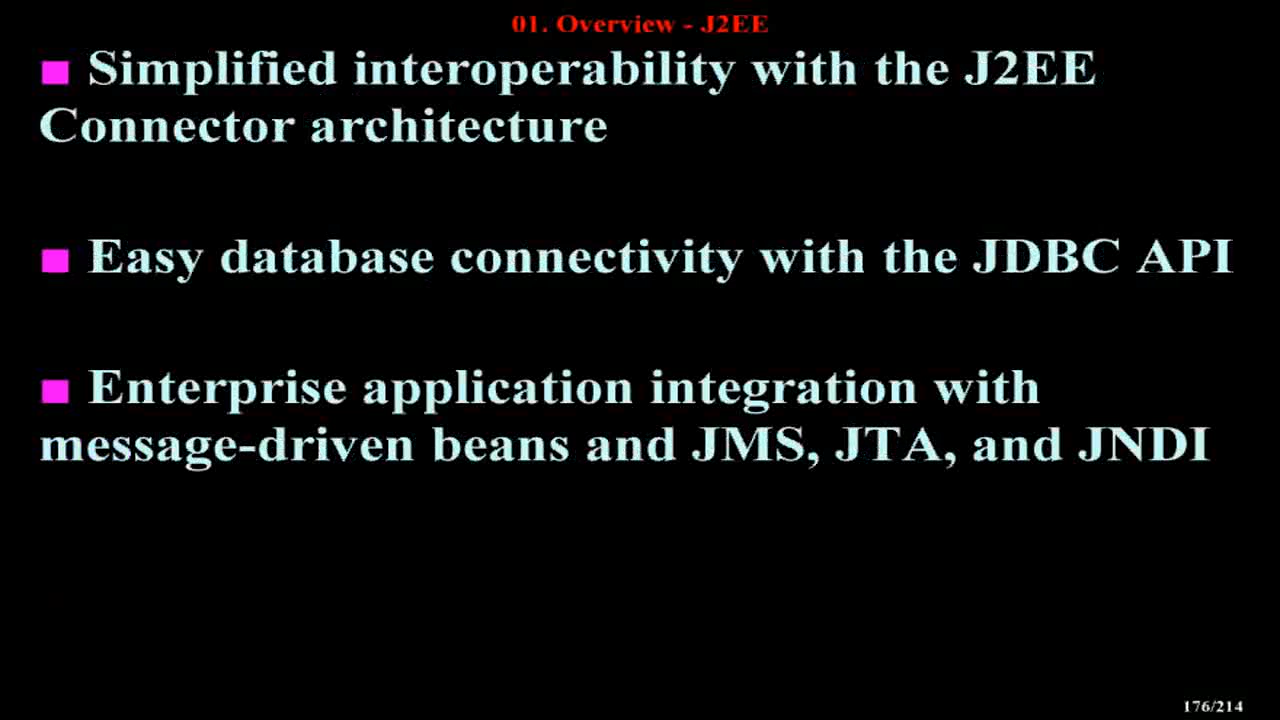 01. Overview - J2EE
■ Simplified interoperability with the J2EE
Connector architecture
■ Easy database connectivity with the JDBC API
■ Enterprise application integration with
message-driven beans and JMS, JTA, and JNDI
176/214